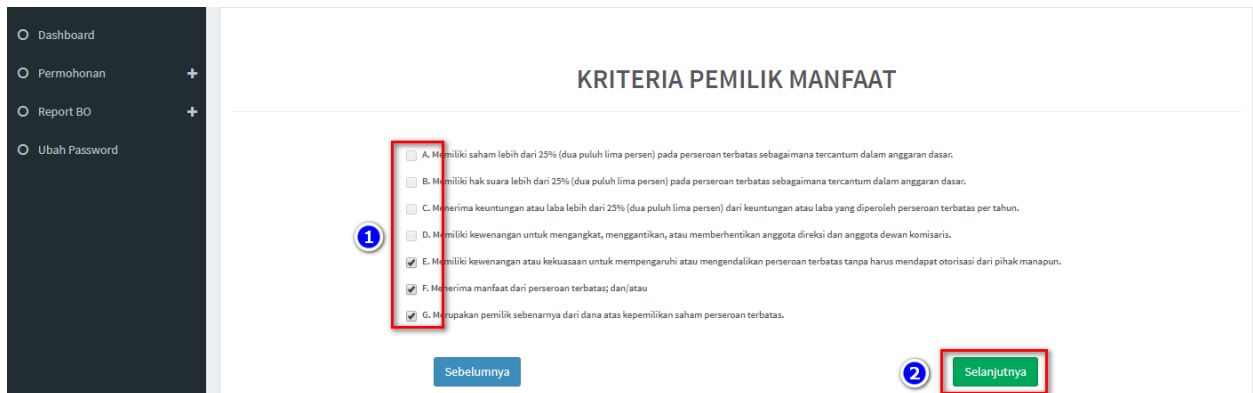 Dashboard
Permohonan
Report BO
Ubah Password
KRITERIA PEMILIK MANFAAT
A. Memiliki saham lebih dari 25% (dua puluh lima persen) pada perseroan terbatas sebagaimana tercantum dalam anggaran dasar.
B. Memiliki hak suara lebih dari 25% (dua puluh lima persen) pada perseroan terbatas sebagaimana tercantum dalam anggaran dasar.
C. Menerima keuntungan atau laba lebih dari 25% (dua puluh lima persen) dari keuntungan atau laba yang diperoleh perseroan terbatas per tahun.
1
D. Memiliki kewenangan untuk mengangkat, menggantikan, atau memberhentikan anggota direksi dan anggota dewan komisaris.
E. Memiliki kewenangan atau kekuasaan untuk mempengaruhi atau mengendalikan perseroan terbatas tanpa harus mendapat otorisasi dari pihak manapun.
F. Menerima manfaat dari perseroan terbatas; dan/atau
G. Merupakan pemilik sebenarnya dari dana atas kepemilikan saham perseroan terbatas.
Sebelumnya
2
Selanjutnya